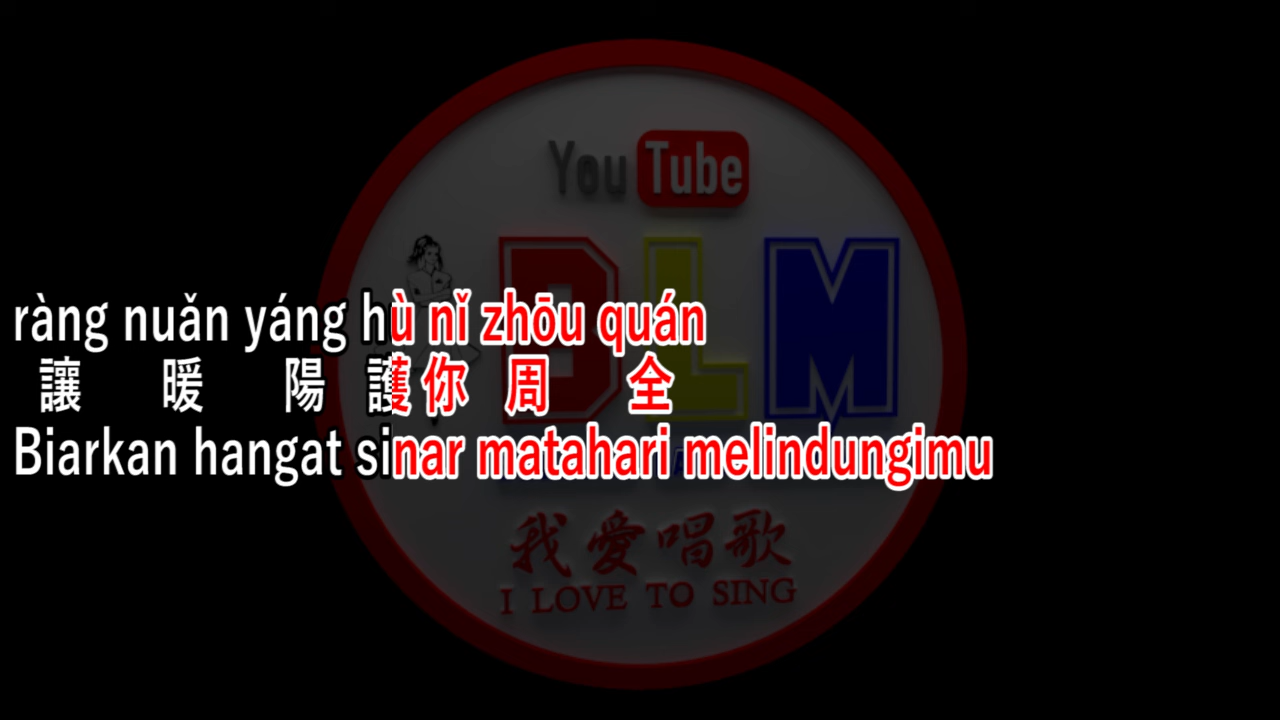 YouTube
BLM
ràng nuǎn yáng hù nǐ zhōu quán
讓暖陽護你周全
Biarkan hangat sinar matahari melindungimu
我愛唱歌
I LOVE TO SING